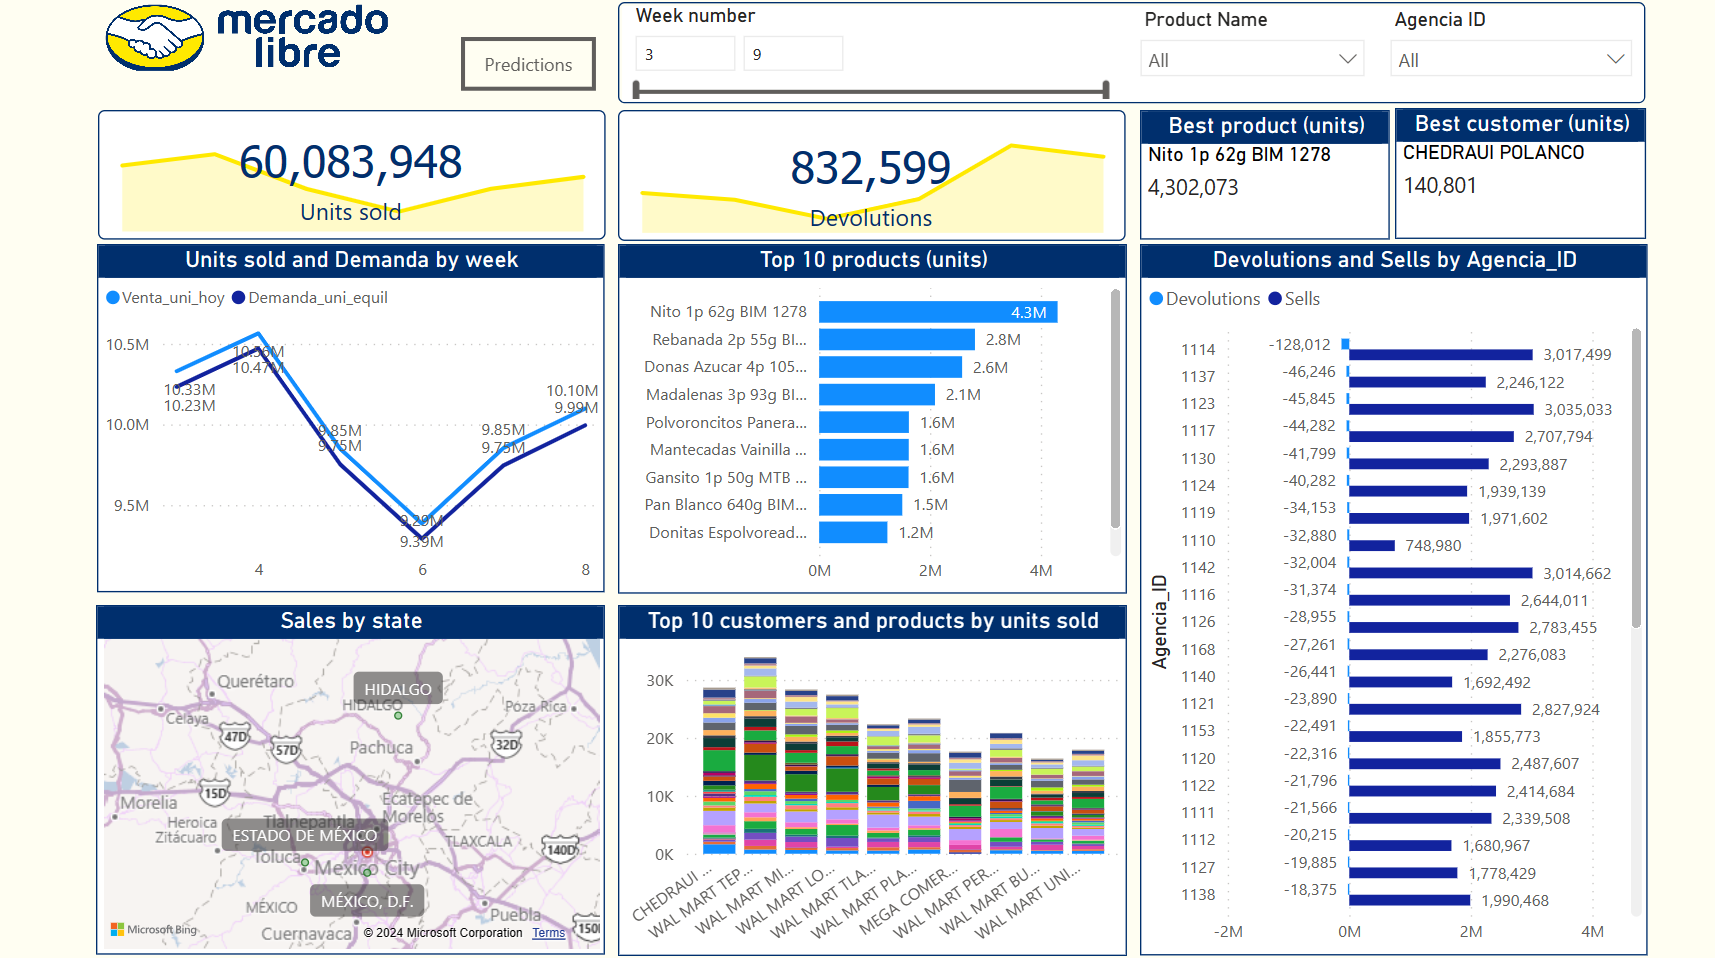 mercado
libre
Predictions
Week number
3
9
Product Name
All
Agencia ID
All
60,083,948
Units sold
832,599
Devolutions
Best product (units)
Nito 1p 62g BIM 1278
4,302,073
Best customer (units)
CHEDRAUI POLANCO
140,801
Units sold and Demanda by week
Venta_uni_hoy Demanda_uni_equil
10.5M
10.0M
9.5M
10.33M
10.23M
10.56M
10.47M
9.85M
9.75M
9.29M
9.39M
9.85M
9.75M
10.10M
9.99M
4 6 8
Top 10 products (units)
Nito 1p 62g BIM 1278 4.3M
Rebanada 2p 55g BI... 2.8M
Donas Azucar 4p 105... 2.6M
Madalenas 3p 93g BI... 2.1M
Polvoroncitos Panera... 1.6M
Mantecadas Vainilla ... 1.6M
Gansito 1p 50g MTB ... 1.6M
Pan Blanco 640g BIM... 1.5M
Donitas Espolvoread... 1.2M
0M 2M 4M
Devolutions and Sells by Agencia_ID
Devolutions Sells
Agencia_ID
1114 -128,012 3,017,499
1137 -46,246 2,246,122
1123 -45,845 3,035,033
1117 -44,282 2,707,794
1130 -41,799 2,293,887
1124 -40,282 1,939,139
1119 -34,153 1,971,602
1110 -32,880 748,980
1142 -32,004 3,014,662
1116 -31,374 2,644,011
1126 -28,955 2,783,455
1168 -27,261 2,276,083
1140 -26,441 1,692,492
1121 -23,890 2,827,924
1153 -22,491 1,855,773
1120 -22,316 2,487,607
1122 -21,796 2,414,684
1111 -21,566 2,339,508
1112 -20,215 1,680,967
1127 -19,885 1,778,429
1138 -18,375 1,990,468
-2M 0M 2M 4M
Sales by state
Querétaro
HIDALGO
HIDALGO
Poza Rica
Celaya
47D
57D
32D
Pachuca
15D
Morelia
Ecatepec de
Morelos
Heroica
Zitácuaro
Tlalnepantla
ESTADO DE MÉXICO
TLAXCALA
140D
Toluca
Mexico City
MÉXICO, D.F.
MÉXICO
Puebla
150D
Cuernavaca
Microsoft Bing
© 2024 Microsoft Corporation Terms
Top 10 customers and products by units sold
30K
20K
10K
0K
CHEDRAUI ...
WAL MART TEP...
WAL MART MI...
WAL MART LO...
WAL MART TLA...
WAL MART PLA...
MEGA COMER...
WAL MART PER...
WAL MART BU...
WAL MART UNI...